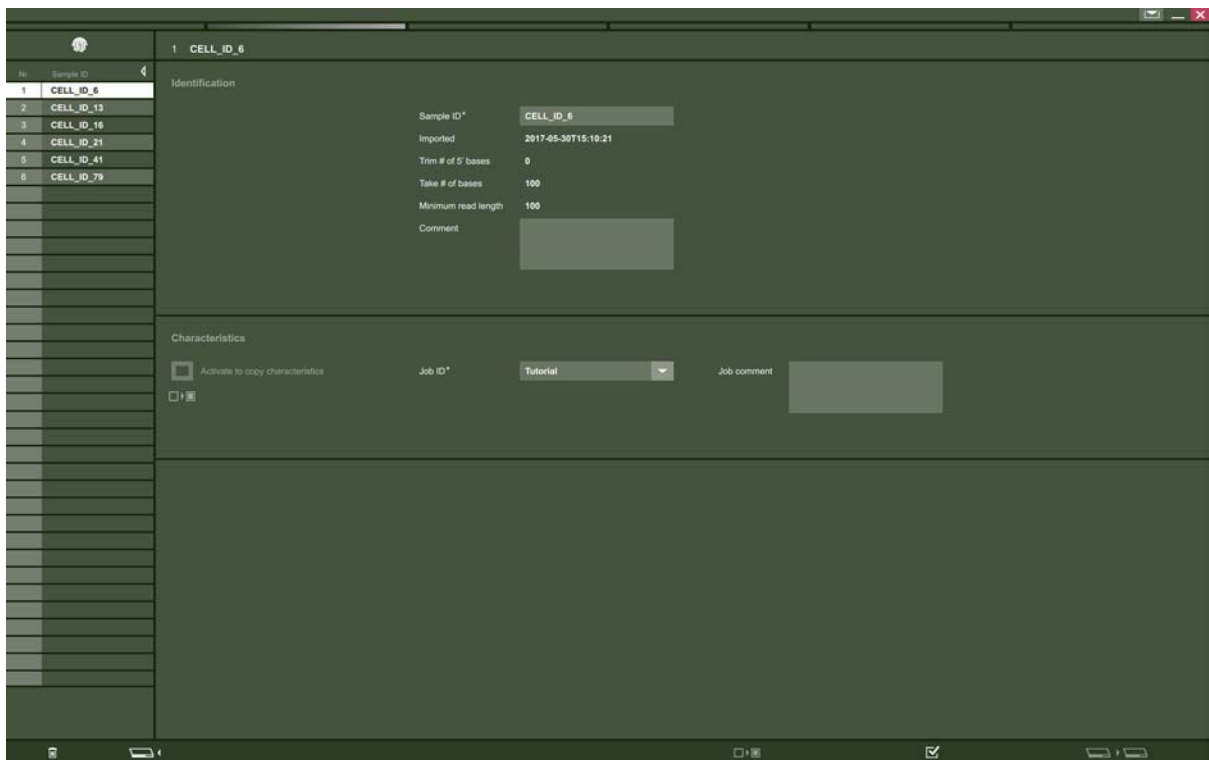 1 CELL_ID_6
Nr Sample ID
1 CELL_ID_6
2 CELL_ID_13
3 CELL_ID_16
4 CELL_ID_21
5 CELL_ID_41
6 CELL_ID_79
Identification
Sample ID* CELL_ID_6
Imported 2017-05-30T15:10:21
Trim # of 5' bases 0
Take # of bases 100
Minimum read length 100
Comment
Characteristics
Activate to copy characteristics
Job ID* Tutorial
Job comment